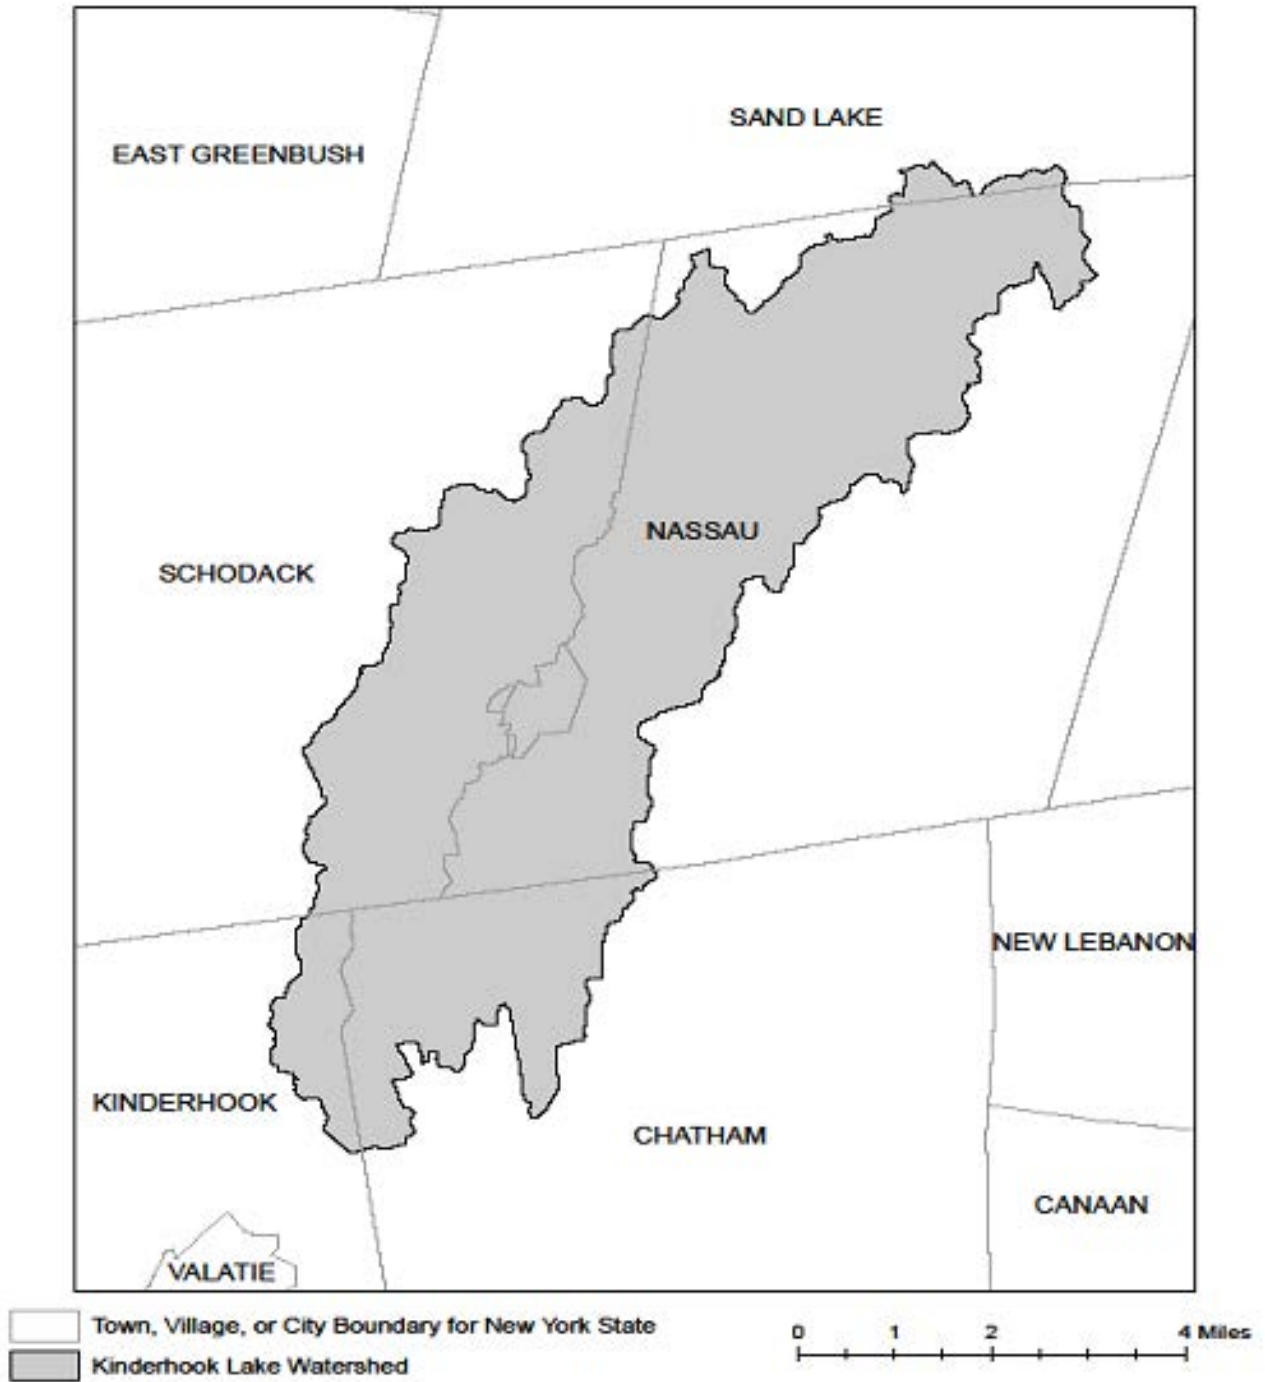 SAND LAKE
EAST GREENBUSH
NASSAU
SCHODACK
NEW LEBANON
KINDERHOOK
CHATHAM
CANAAN
VALATIE
Town, Village, or City Boundary for New York State
Kinderhook Lake Watershed
0 1 2 4 Miles